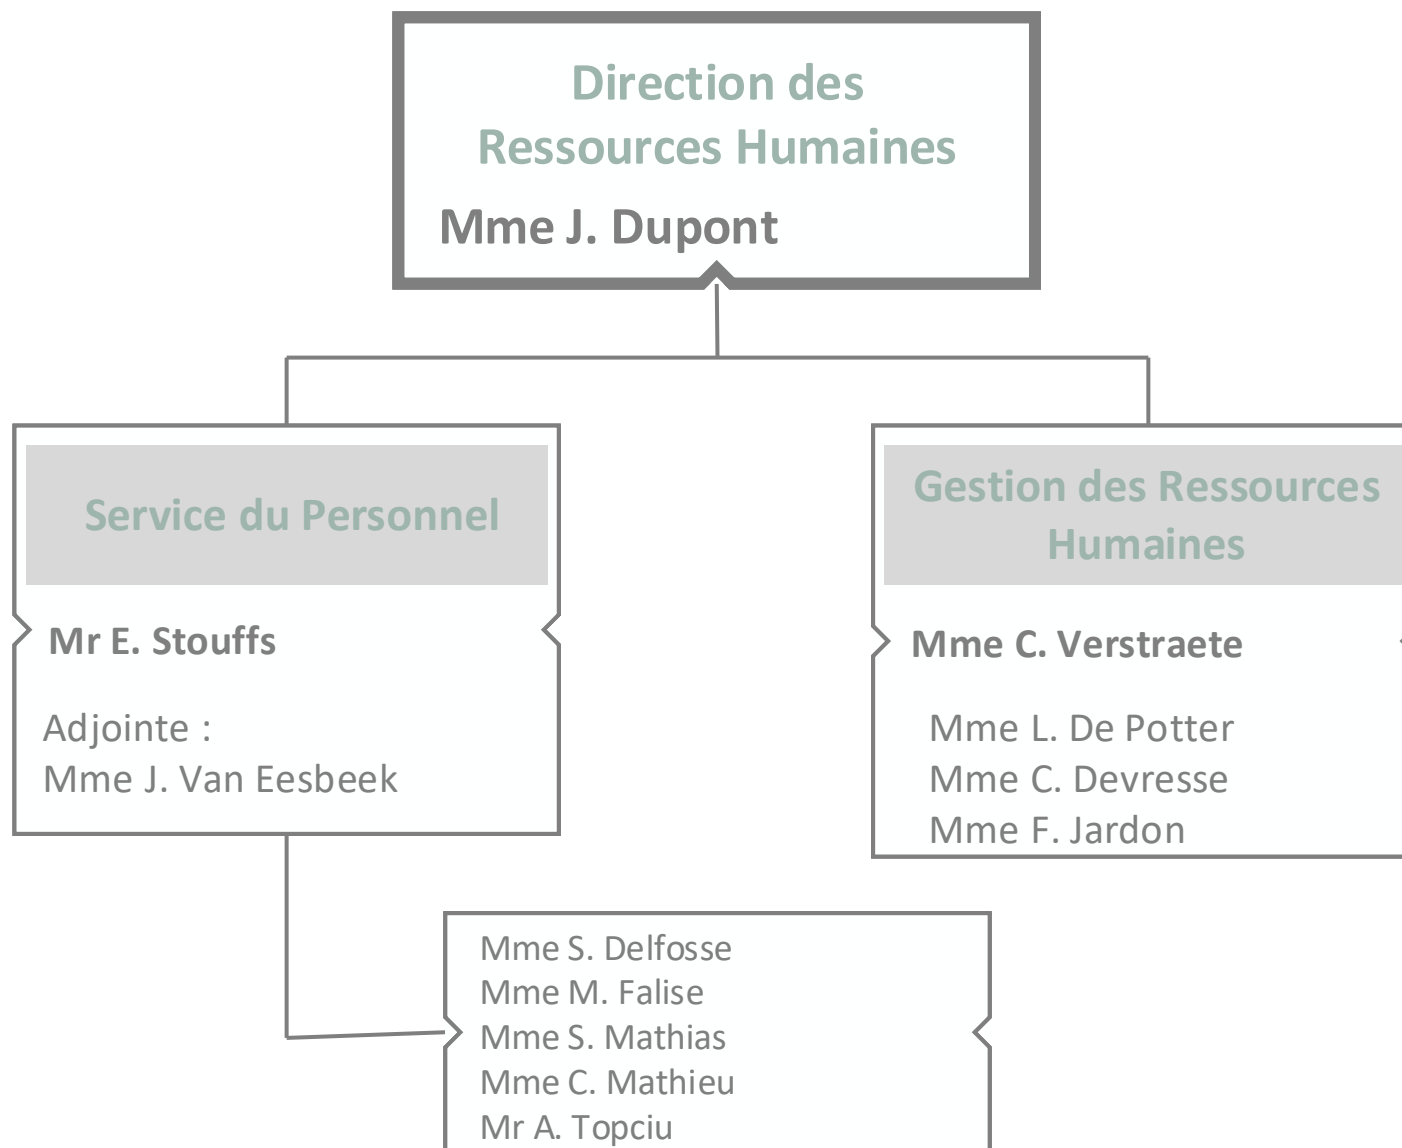 Direction des
Ressources Humaines
Mme J. Dupont
Service du Personnel
Mr E. Stouffs
Adjointe :
Mme J. Van Eesbeek
Gestion des Ressources
Humaines
Mme C. Verstraete
Mme L. De Potter
Mme C. Devresse
Mme F. Jardon
Mme S. Delfosse
Mme M. Falise
Mme S. Mathias
Mme C. Mathieu
Mr A. Topciu